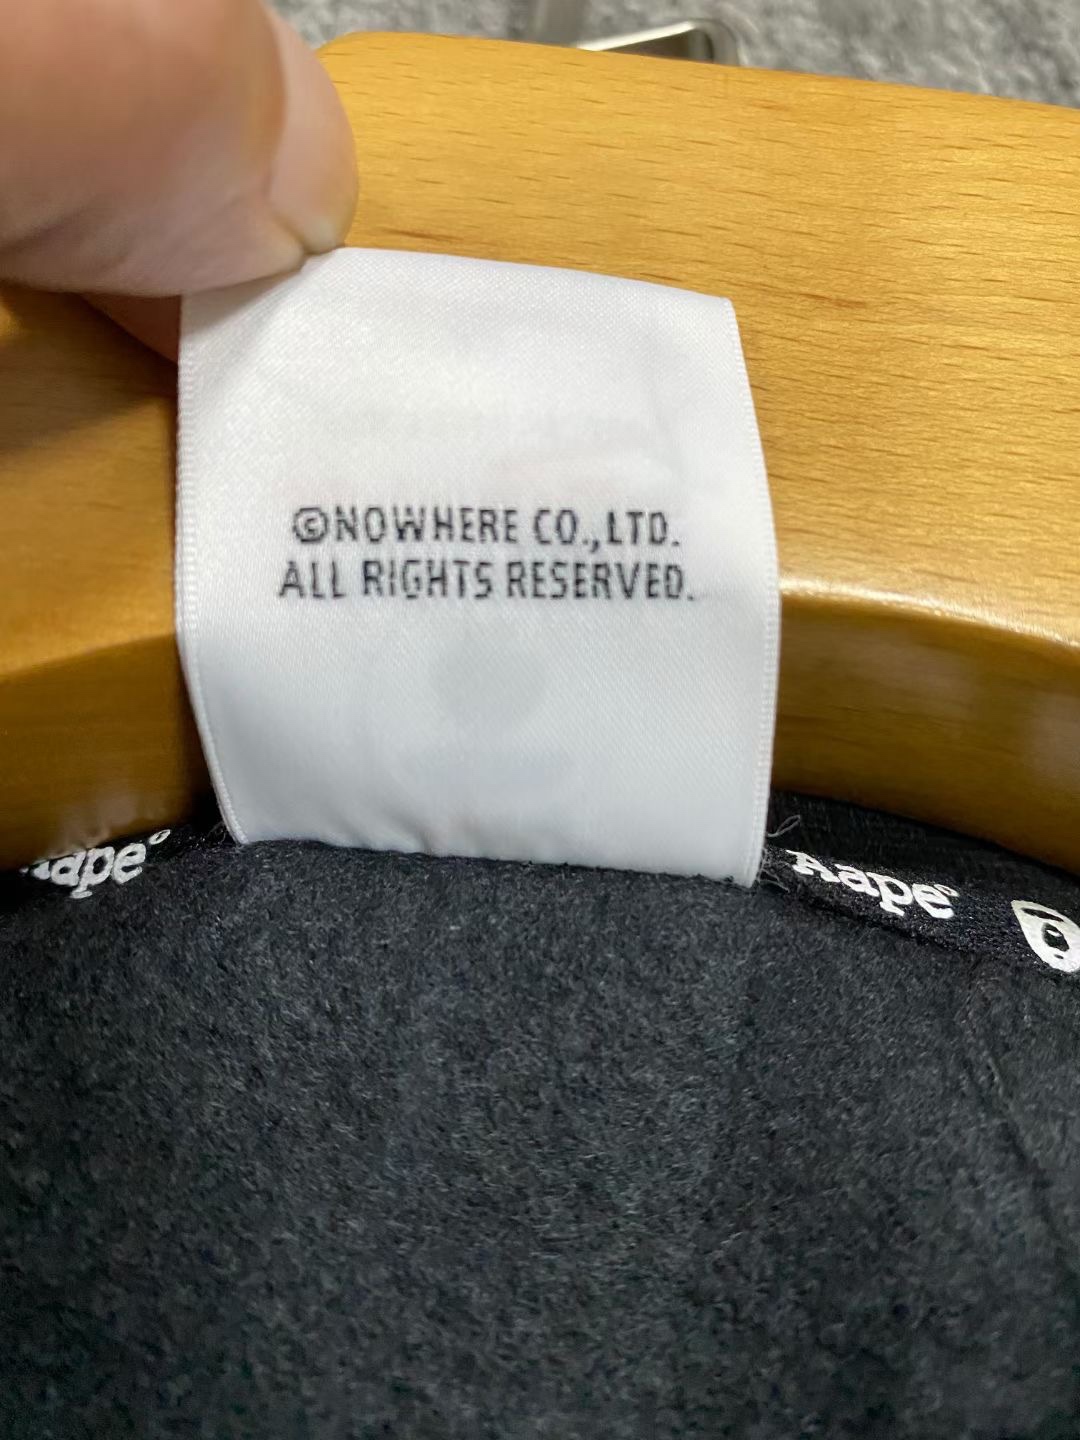 ©NOWHERE CO.,LTD.
ALL RIGHTS RESERVED.
Aape
Aape